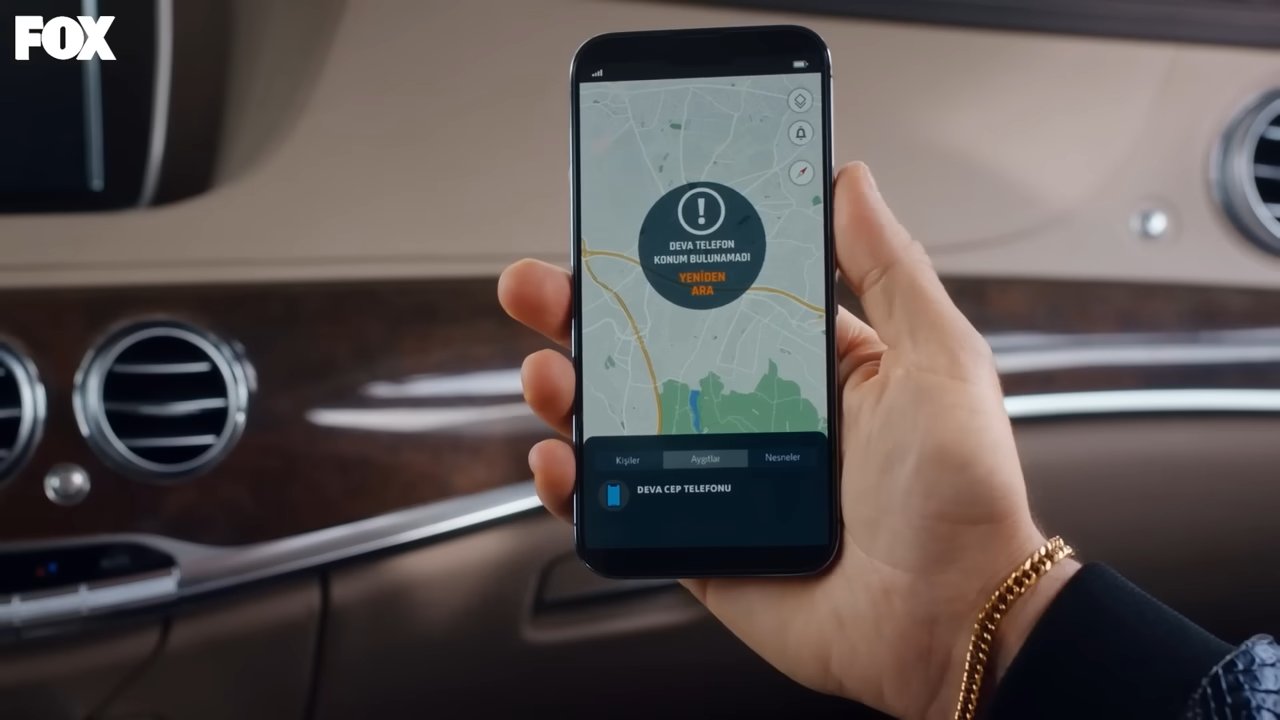 FOX
DEVA TELEFON
KONUM BULUNAMADI
YENİDEN
ARA
Kişiler Aygıtlar Nesneler
DEVA CEP TELEFONU